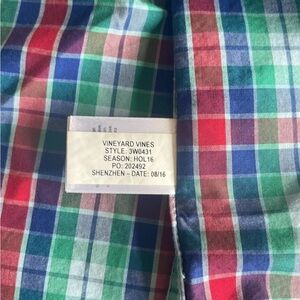 VINEYARD VINES
STYLE: 3W0431
SEASON: HOL16
PO: 202492
SHENZHEN – DATE: 08/16